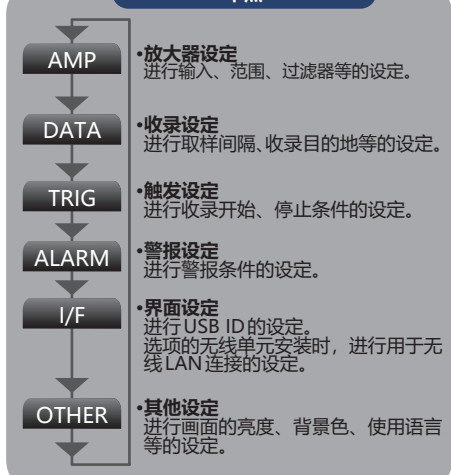 AMP
•放大器设定
进行输入、范围、过滤器等的设定。
DATA
•收录设定
进行取样间隔、收录目的地等的设定。
TRIG
•触发设定
进行收录开始、停止条件的设定。
ALARM
•警报设定
进行警报条件的设定。
I/F
•界面设定
进行USB ID的设定。
选项的无线单元安装时，进行用于无
线LAN连接的设定。
OTHER
•其他设定
进行画面的亮度、背景色、使用语言
等的设定。